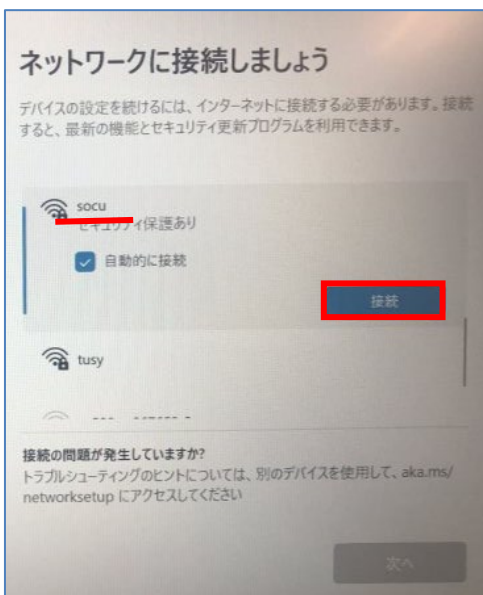 ネットワークに接続しましょう
デバイスの設定を続けるには、インターネットに接続する必要があります。接続
すると、最新の機能とセキュリティ更新プログラムを利用できます。
socu
セキュリティ保護あり
自動的に接続
接続
tusy
接続の問題が発生していますか?
トラブルシューティングのヒントについては、別のデバイスを使用して、aka.ms/
networksetup にアクセスしてください
次へ